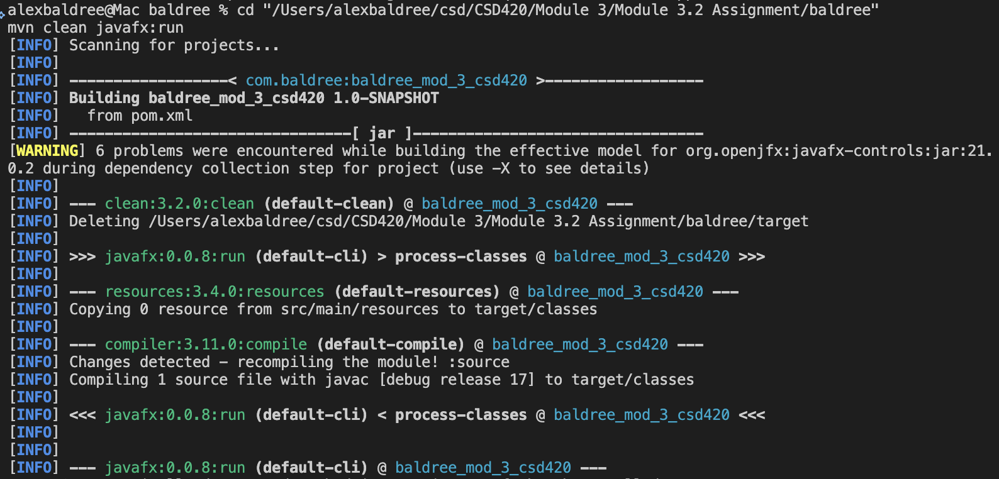 alexbaldree@Mac baldree % cd "/Users/alexbaldree/csd/CSD420/Module 3/Module 3.2 Assignment/baldree"
mvn clean javafx:run
[INFO] Scanning for projects...
[INFO]
[INFO] ------------------< com.baldree:baldree_mod_3_csd420 >------------------
[INFO] Building baldree_mod_3_csd420 1.0-SNAPSHOT
[INFO]   from pom.xml
[INFO] --------------------------------[ jar ]---------------------------------
[WARNING] 6 problems were encountered while building the effective model for org.openjfx:javafx-controls:jar:21.
0.2 during dependency collection step for project (use -X to see details)
[INFO]
[INFO] --- clean:3.2.0:clean (default-clean) @ baldree_mod_3_csd420 ---
[INFO] Deleting /Users/alexbaldree/csd/CSD420/Module 3/Module 3.2 Assignment/baldree/target
[INFO]
[INFO] >>> javafx:0.0.8:run (default-cli) > process-classes @ baldree_mod_3_csd420 >>>
[INFO]
[INFO] --- resources:3.4.0:resources (default-resources) @ baldree_mod_3_csd420 ---
[INFO] Copying 0 resource from src/main/resources to target/classes
[INFO]
[INFO] --- compiler:3.11.0:compile (default-compile) @ baldree_mod_3_csd420 ---
[INFO] Changes detected - recompiling the module! :source
[INFO] Compiling 1 source file with javac [debug release 17] to target/classes
[INFO]
[INFO] <<< javafx:0.0.8:run (default-cli) < process-classes @ baldree_mod_3_csd420 <<<
[INFO]
[INFO]
[INFO] --- javafx:0.0.8:run (default-cli) @ baldree_mod_3_csd420 ---